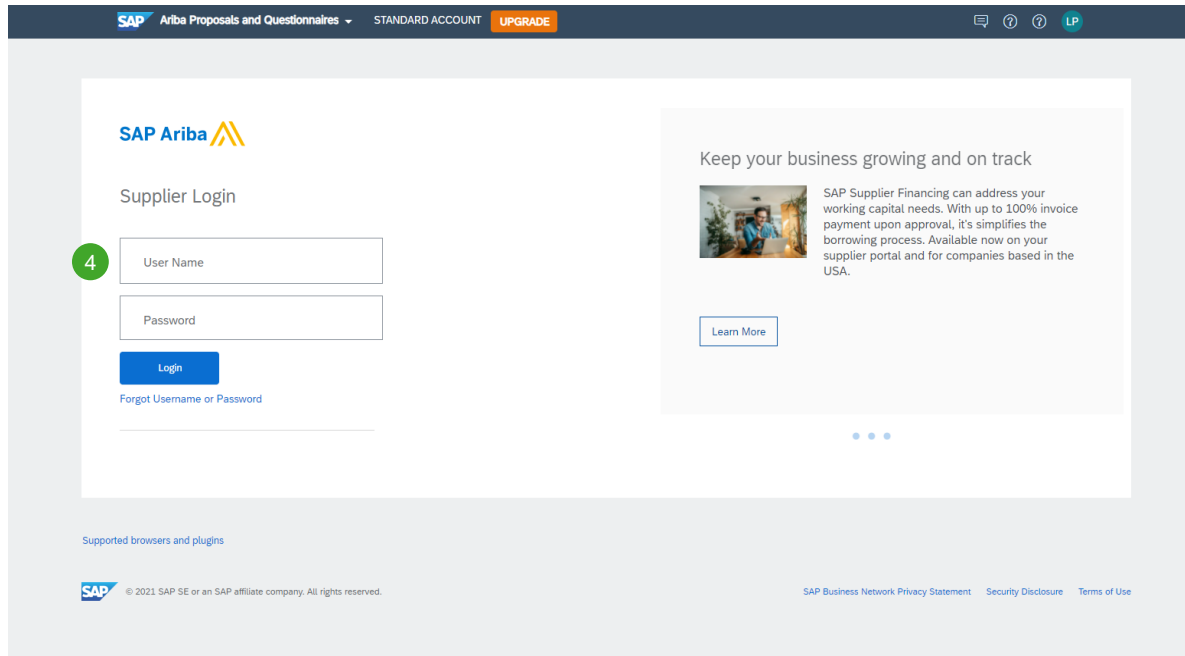 SAP Ariba Proposals and Questionnaires STANDARD ACCOUNT UPGRADE LP
SAP Ariba
Supplier Login
4
User Name
Password
Login
Forgot Username or Password
Keep your business growing and on track
SAP Supplier Financing can address your
working capital needs. With up to 100% invoice
payment upon approval, it's simplifies the
borrowing process. Available now on your
supplier portal and for companies based in the
USA.
Learn More
Supported browsers and plugins
SAP © 2021 SAP SE or an SAP affiliate company. All rights reserved.
SAP Business Network Privacy Statement Security Disclosure Terms of Use